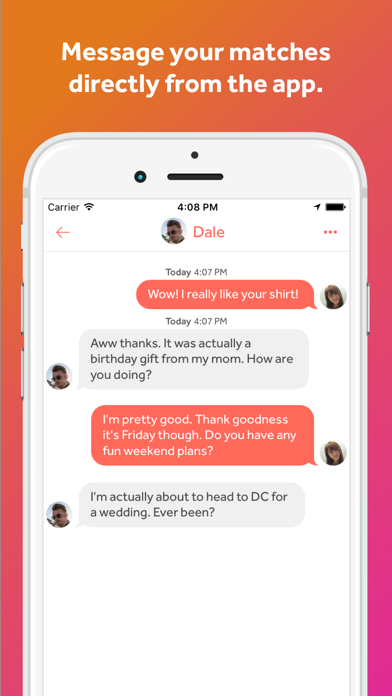 Message your matches
directly from the app.
Carrier 4:08 PM
Dale
Today 4:07 PM
Wow! I really like your shirt!
Today 4:07 PM
Aww thanks. It was actually a
birthday gift from my mom. How are
you doing?
I'm pretty good. Thank goodness
it's Friday though. Do you have any
fun weekend plans?
I'm actually about to head to DC for
a wedding. Ever been?